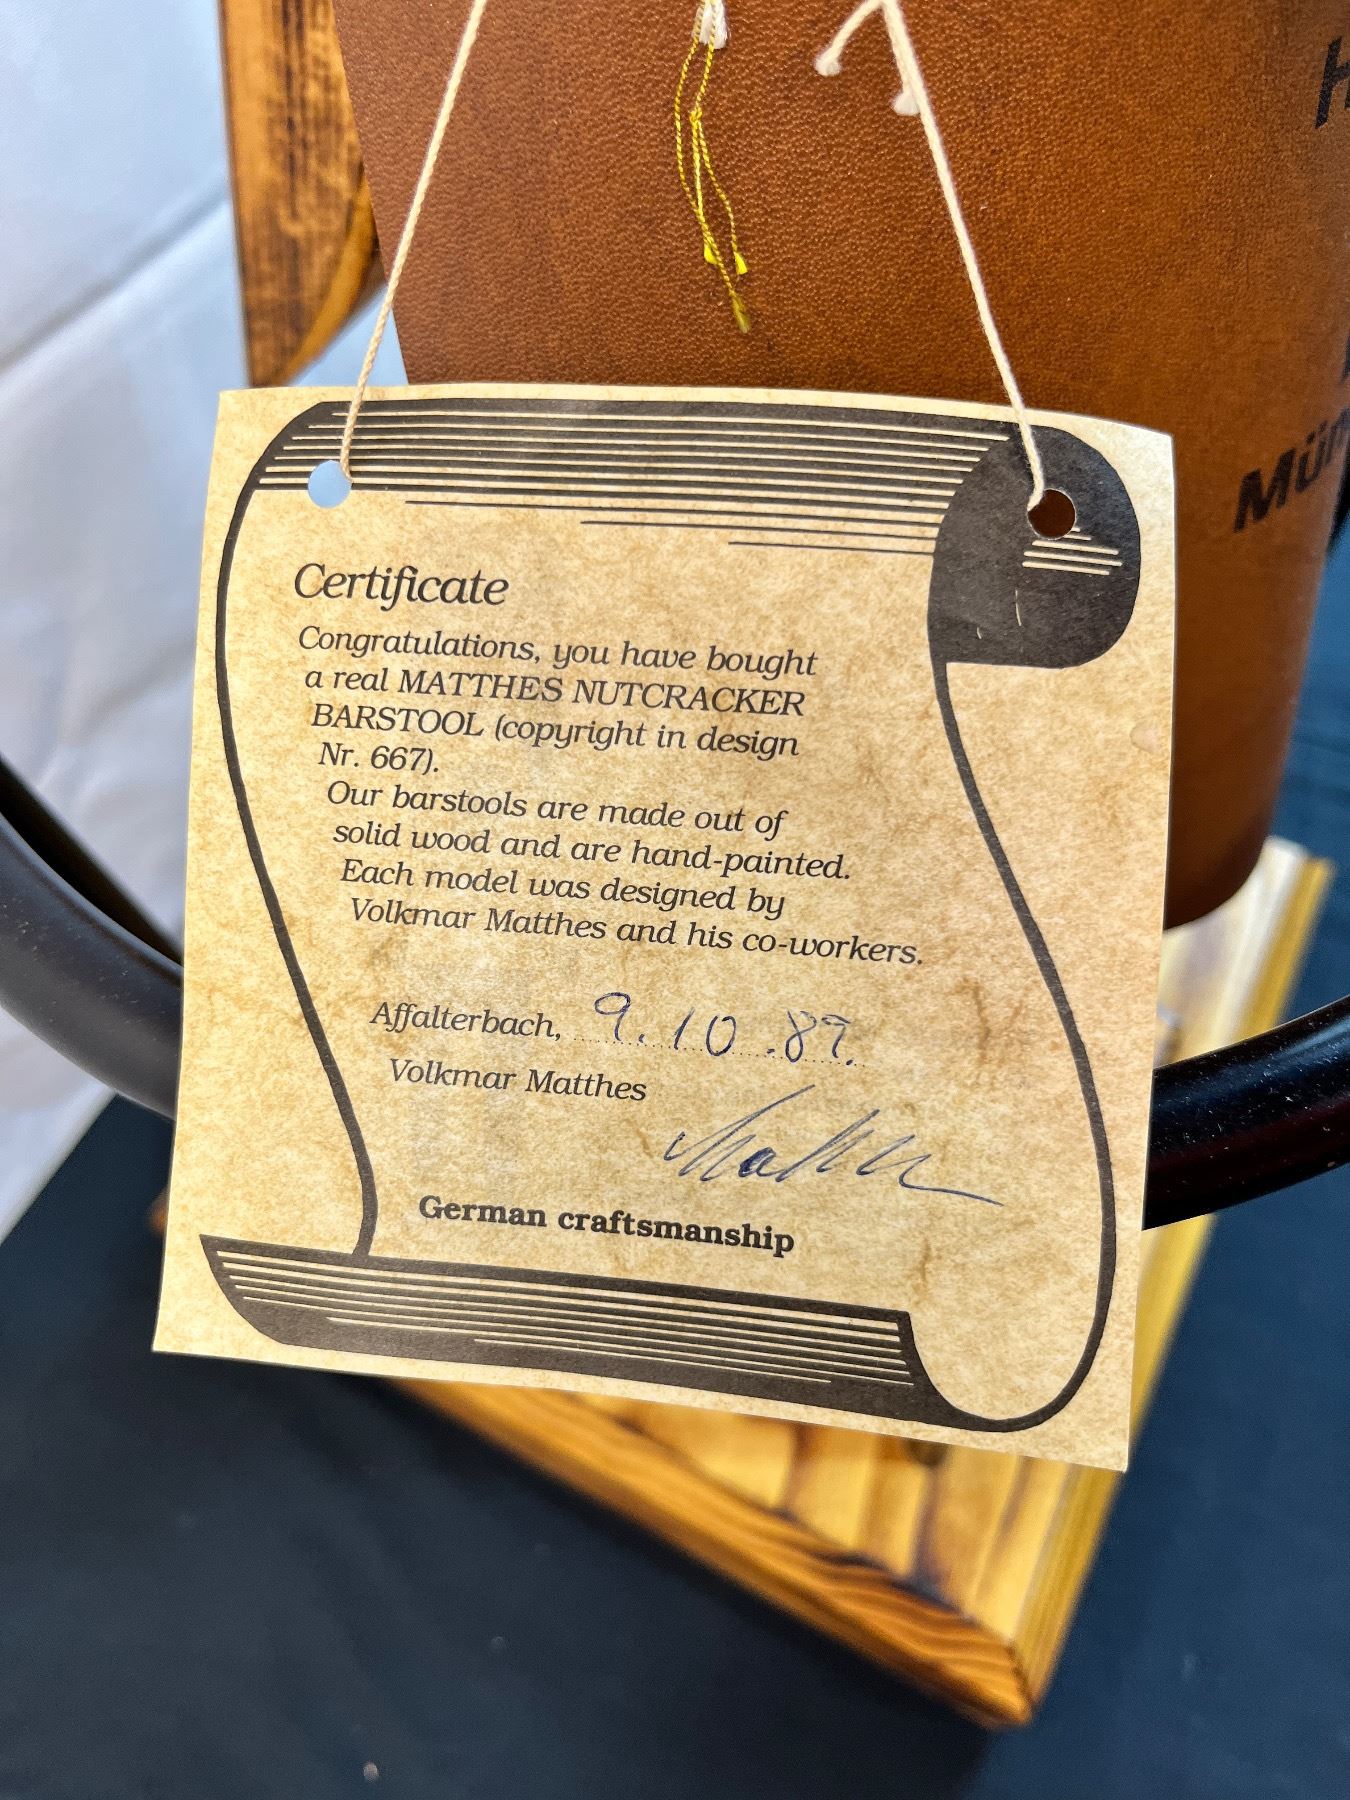 Mün
Certificate
Congratulations, you have bought
a real MATTHES NUTCRACKER
BARSTOOL (copyright in design
Nr. 667).
Our barstools are made out of
solid wood and are hand-painted.
Each model was designed by
Volkmar Matthes and his co-workers.
Affalterbach, 9.10.89.
Volkmar Matthes
German craftsmanship